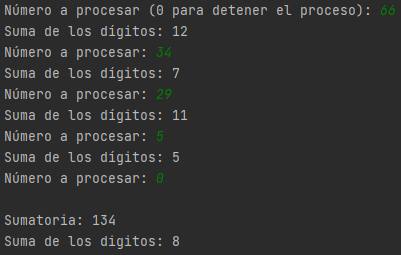 Número a procesar (0 para detener el proceso): 66
Suma de los dígitos: 12
Número a procesar: 34
Suma de los dígitos: 7
Número a procesar: 29
Suma de los dígitos: 11
Número a procesar: 5
Suma de los dígitos: 5
Número a procesar: 0
Sumatoria: 134
Suma de los digitos: 8